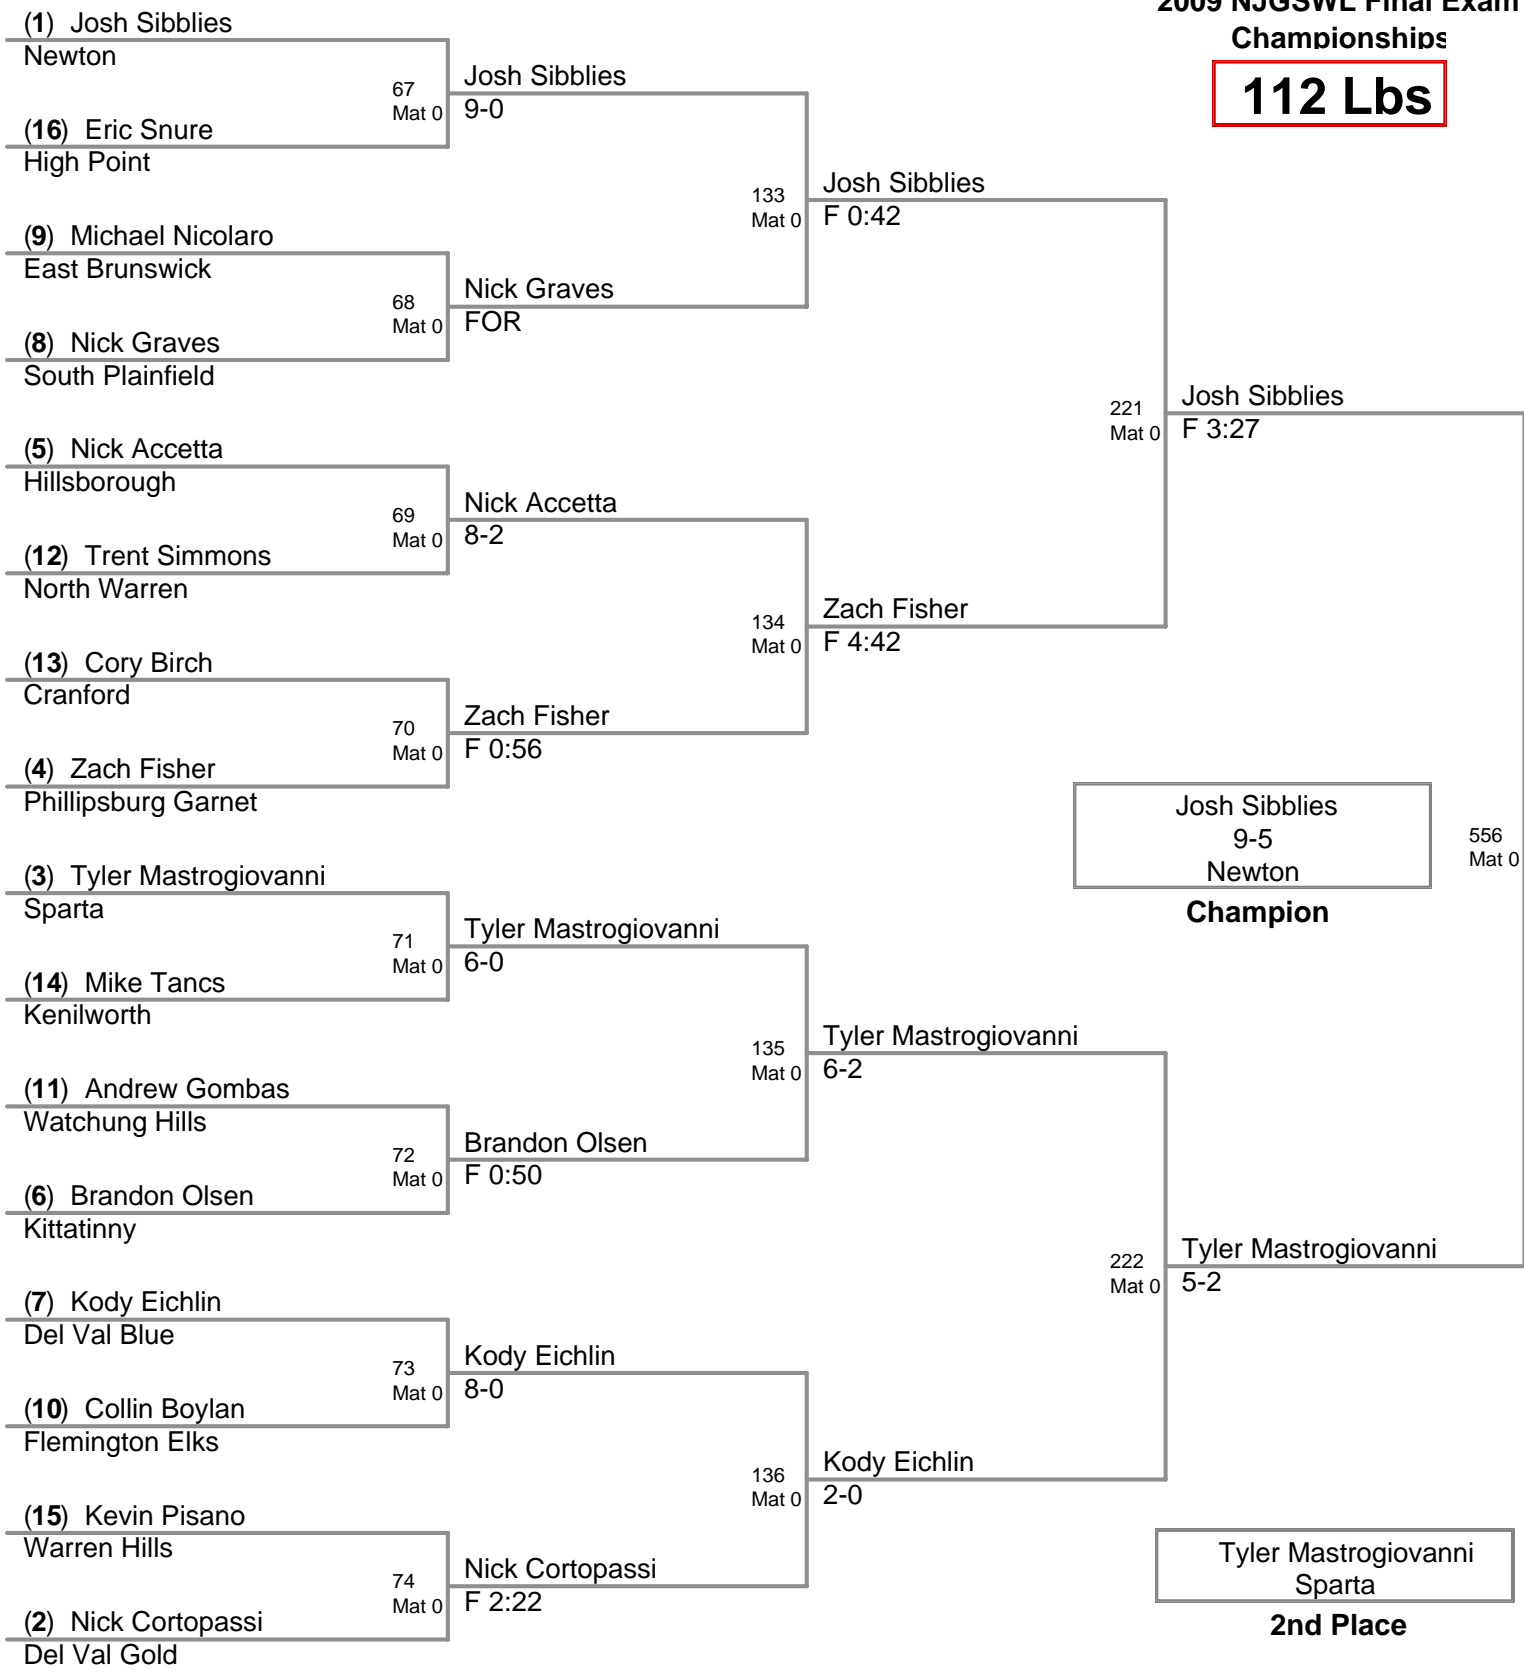 2009 NJGSWL Final Exam
Championships
112 Lbs
(1) Josh Sibblies
Newton
67
Mat 0
Josh Sibblies
9-0
(16) Eric Snure
High Point
133
Mat 0
Josh Sibblies
F 0:42
(9) Michael Nicolaro
East Brunswick
68
Mat 0
Nick Graves
FOR
(8) Nick Graves
South Plainfield
221
Mat 0
Josh Sibblies
F 3:27
(5) Nick Accetta
Hillsborough
69
Mat 0
Nick Accetta
8-2
(12) Trent Simmons
North Warren
134
Mat 0
Zach Fisher
F 4:42
(13) Cory Birch
Cranford
70
Mat 0
Zach Fisher
F 0:56
(4) Zach Fisher
Phillipsburg Garnet
Josh Sibblies
9-5
Newton
Champion
556
Mat 0
(3) Tyler Mastrogiovanni
Sparta
71
Mat 0
Tyler Mastrogiovanni
6-0
(14) Mike Tancs
Kenilworth
135
Mat 0
Tyler Mastrogiovanni
6-2
(11) Andrew Gombas
Watchung Hills
72
Mat 0
Brandon Olsen
F 0:50
(6) Brandon Olsen
Kittatinny
222
Mat 0
Tyler Mastrogiovanni
5-2
(7) Kody Eichlin
Del Val Blue
73
Mat 0
Kody Eichlin
8-0
(10) Collin Boylan
Flemington Elks
136
Mat 0
Kody Eichlin
2-0
(15) Kevin Pisano
Warren Hills
74
Mat 0
Nick Cortopassi
F 2:22
(2) Nick Cortopassi
Del Val Gold
Tyler Mastrogiovanni
Sparta
2nd Place